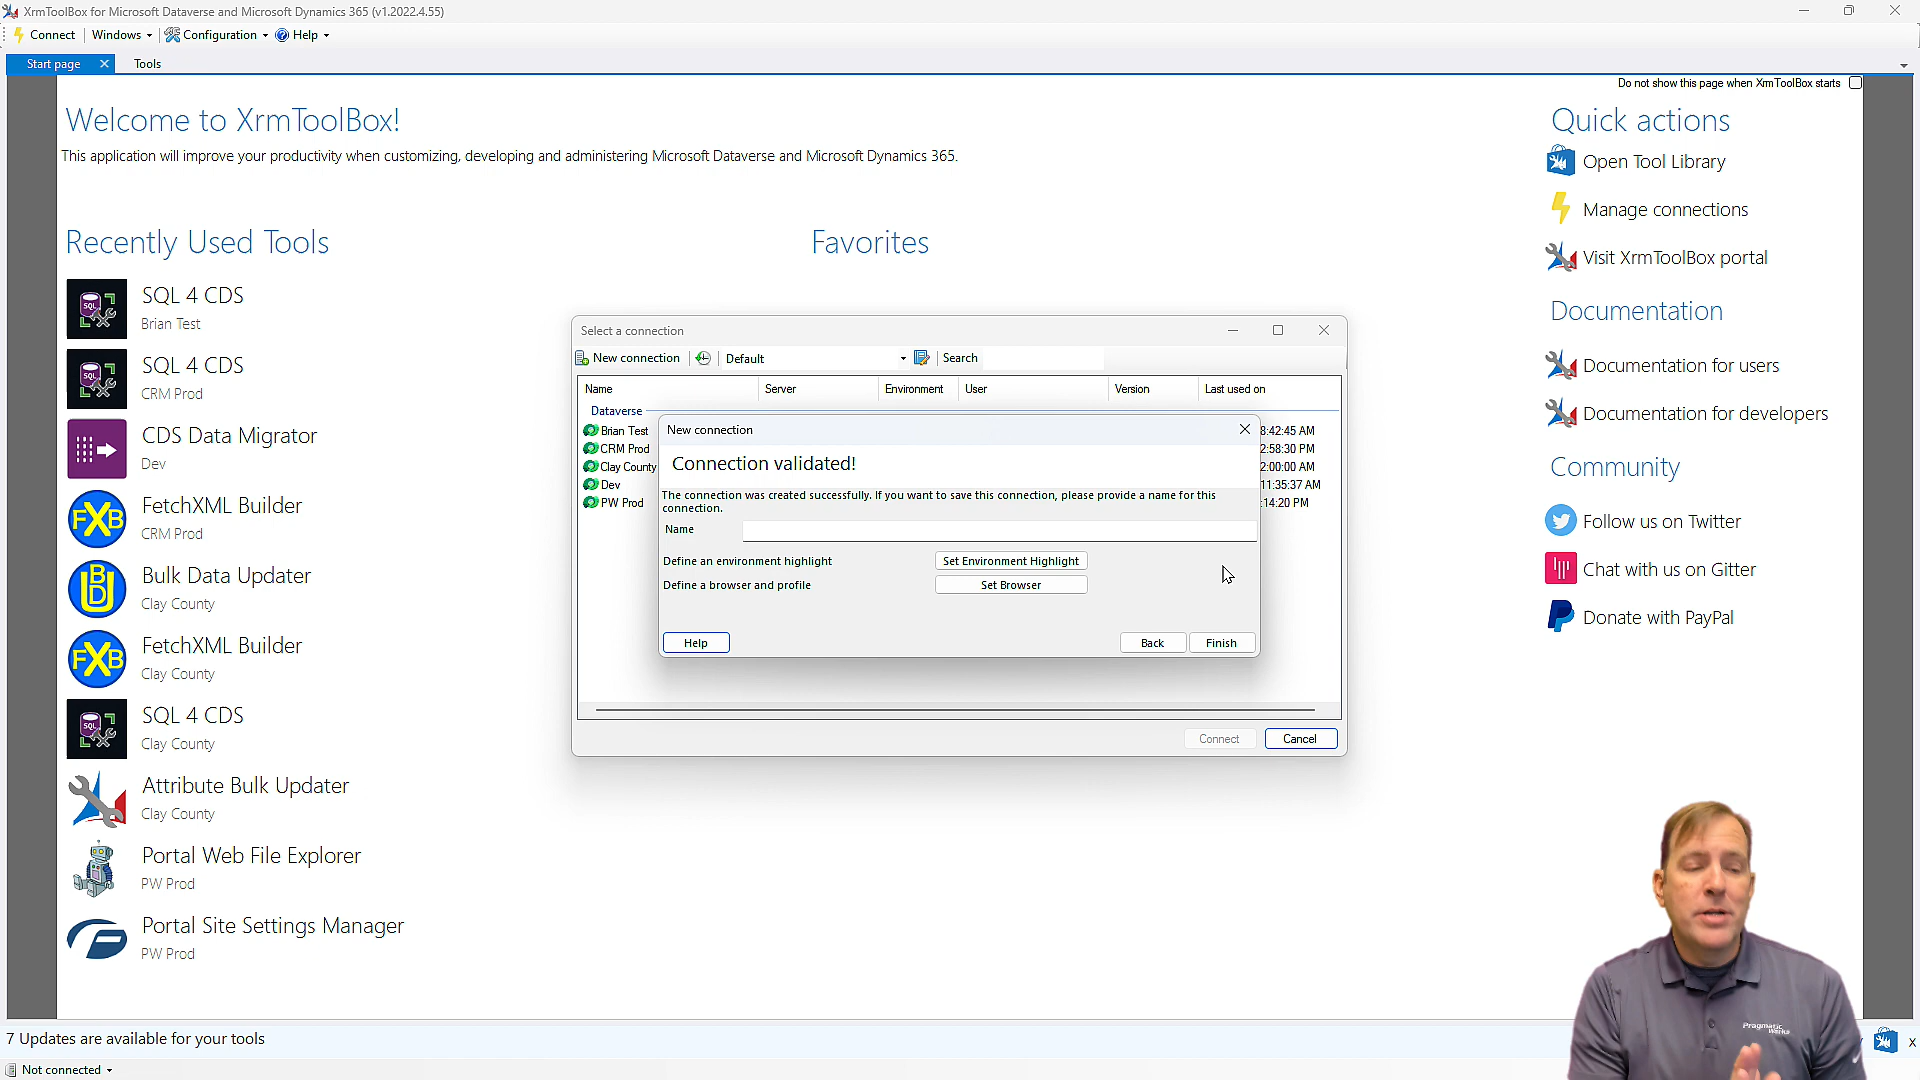 XrmToolBox for Microsoft Dataverse and Microsoft Dynamics 365 (v1.2022.4.55)
Connect Windows Configuration Help
Start page Tools
Do not show this page when XrmToolBox starts
Welcome to XrmToolBox!
This application will improve your productivity when customizing, developing and administering Microsoft Dataverse and Microsoft Dynamics 365.
Recently Used Tools
SQL 4 CDS
Brian Test
SQL 4 CDS
CRM Prod
CDS Data Migrator
Dev
FetchXML Builder
CRM Prod
Bulk Data Updater
Clay County
FetchXML Builder
Clay County
SQL 4 CDS
Clay County
Attribute Bulk Updater
Clay County
Portal Web File Explorer
PW Prod
Portal Site Settings Manager
PW Prod
Favorites
Select a connection
New connection Default Search
Name Server Environment User Version Last used on
Dataverse
Brian Test 8:42:45 AM
CRM Prod 2:58:30 PM
Clay County 2:00:00 AM
Dev 11:35:37 AM
PW Prod :14:20 PM
New connection
Connection validated!
The connection was created successfully. If you want to save this connection, please provide a name for this
connection.
Name
Define an environment highlight Set Environment Highlight
Define a browser and profile Set Browser
Help Back Finish
Connect Cancel
Quick actions
Open Tool Library
Manage connections
Visit XrmToolBox portal
Documentation
Documentation for users
Documentation for developers
Community
Follow us on Twitter
Chat with us on Gitter
Donate with PayPal
Pragmatic
Works
7 Updates are available for your tools
Not connected